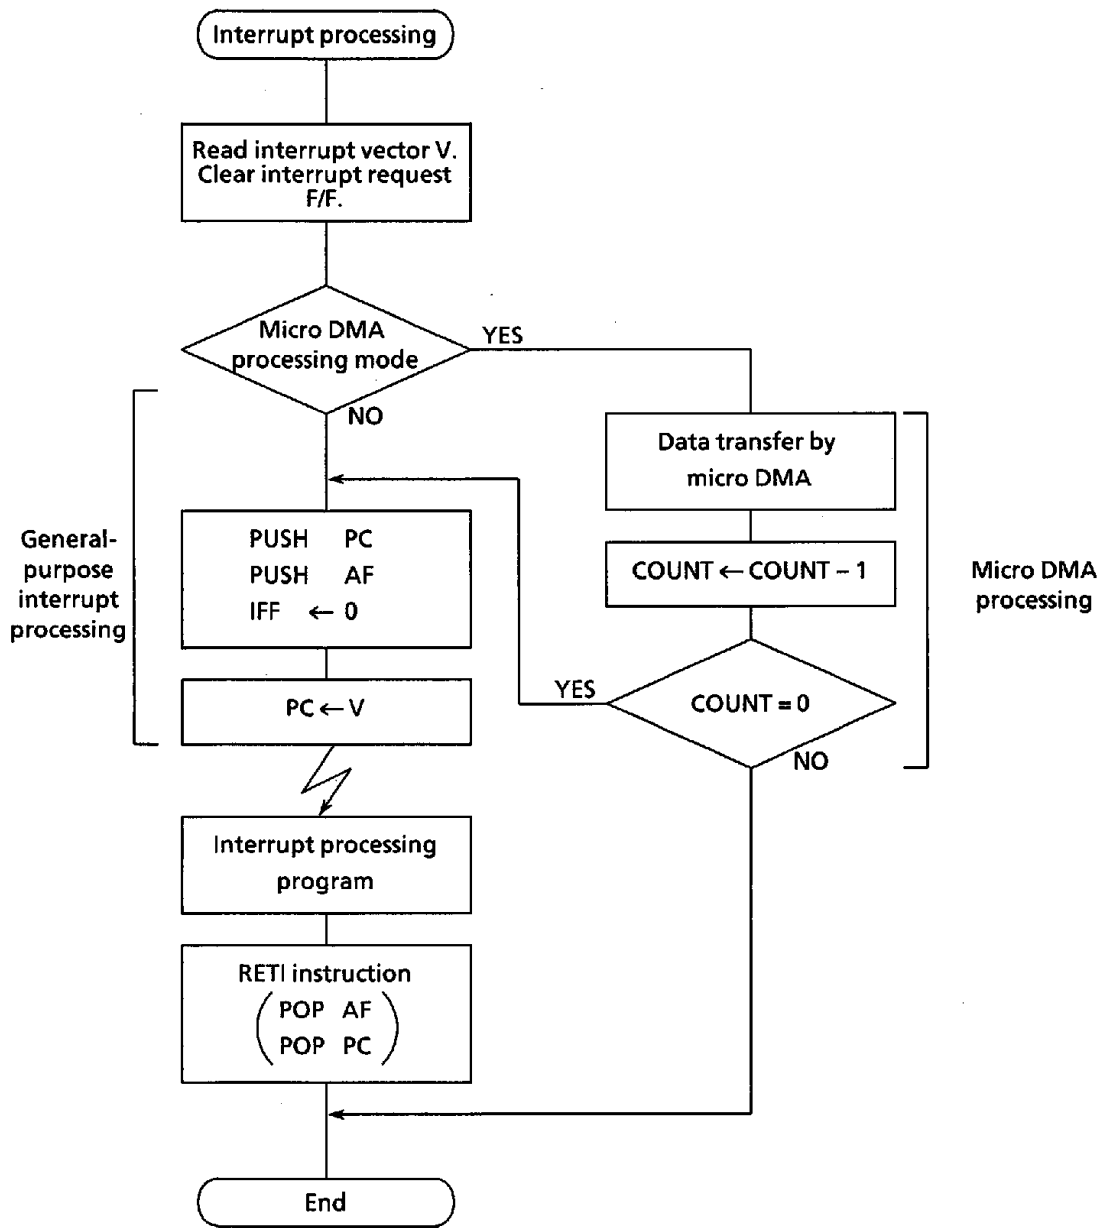 Interrupt processing
Read interrupt vector V.
Clear interrupt request
F/F.
Micro DMA
processing mode
YES
NO
Data transfer by
micro DMA
General-
purpose
interrupt
processing
PUSH PC
PUSH AF
IFF ← 0
COUNT ← COUNT – 1
Micro DMA
processing
PC ← V
YES
COUNT = 0
NO
Interrupt processing
program
RETI instruction
POP AF
POP PC
End